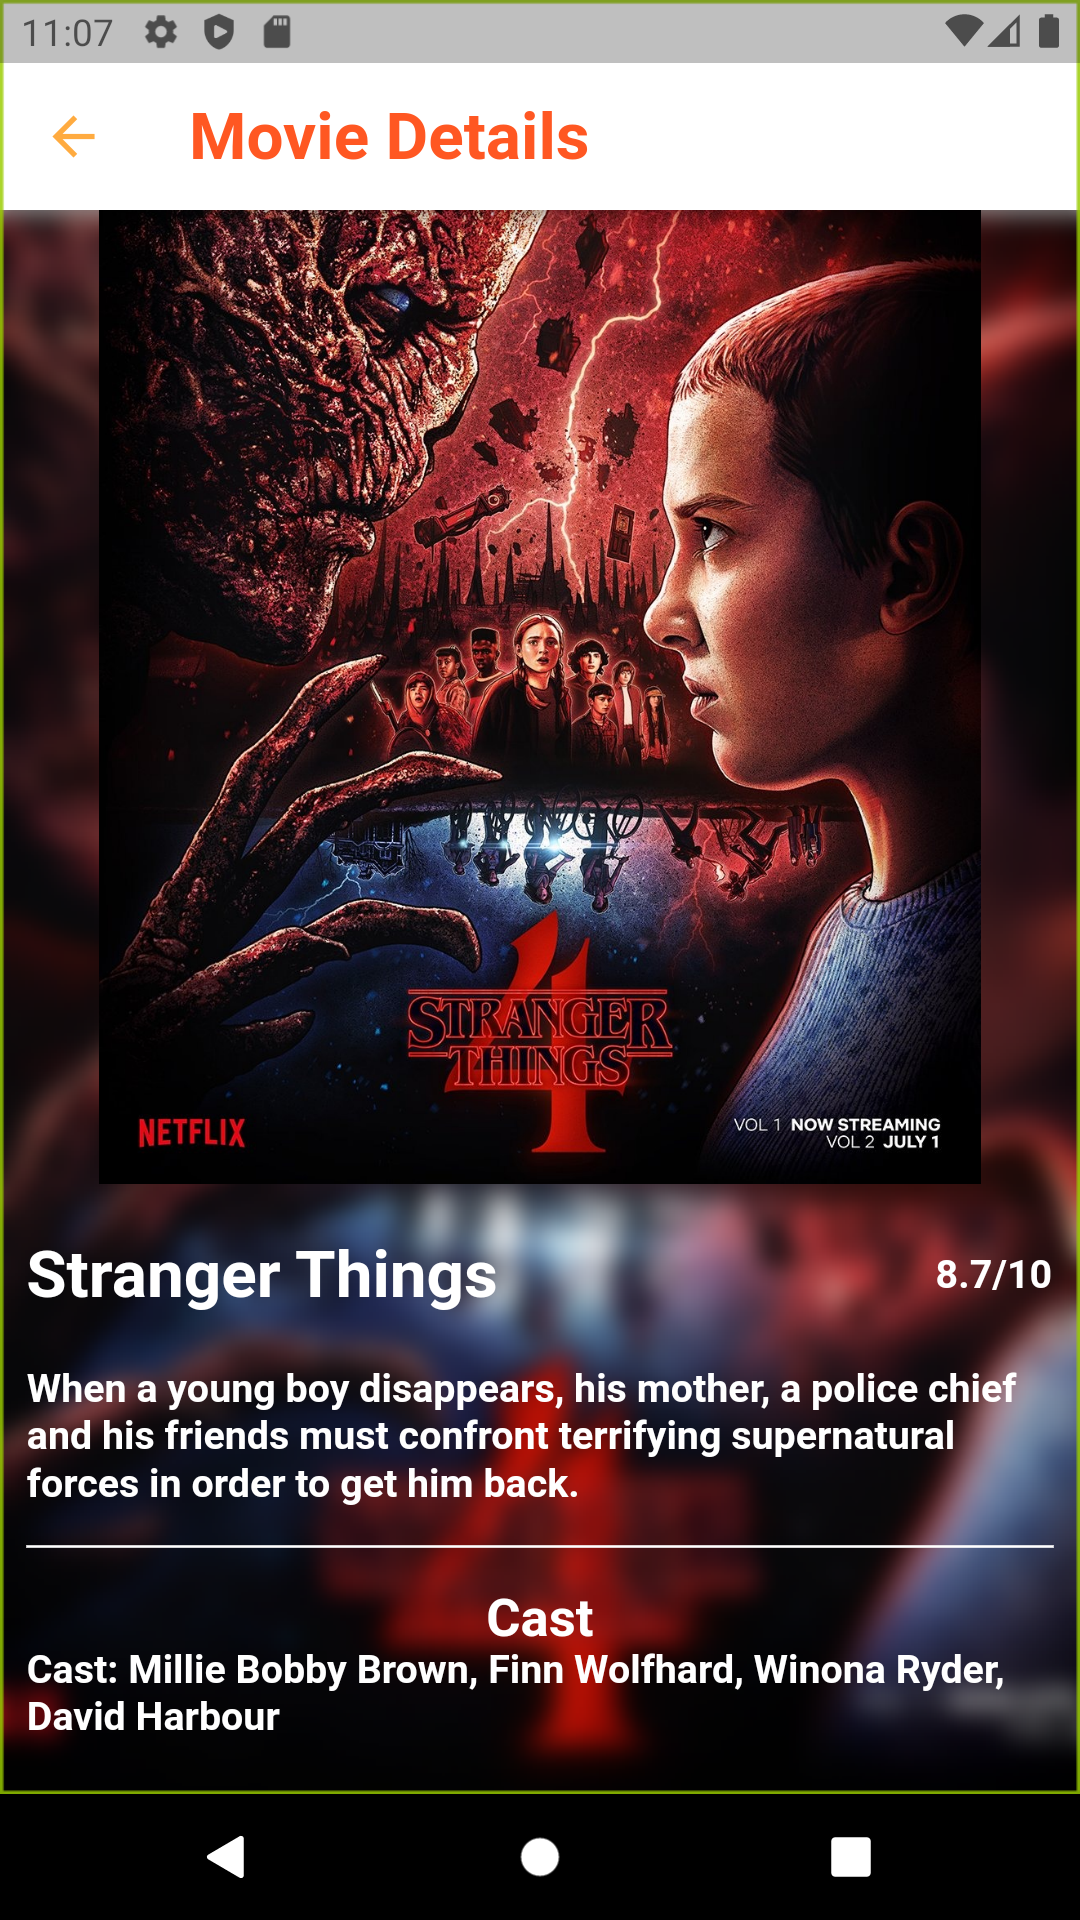 11:07
Movie Details
4
STRANGER
THINGS
NETFLIX
VOL 1 NOW STREAMING
VOL 2 JULY 1
Stranger Things
8.7/10
When a young boy disappears, his mother, a police chief
and his friends must confront terrifying supernatural
forces in order to get him back.
Cast
Cast: Millie Bobby Brown, Finn Wolfhard, Winona Ryder,
David Harbour